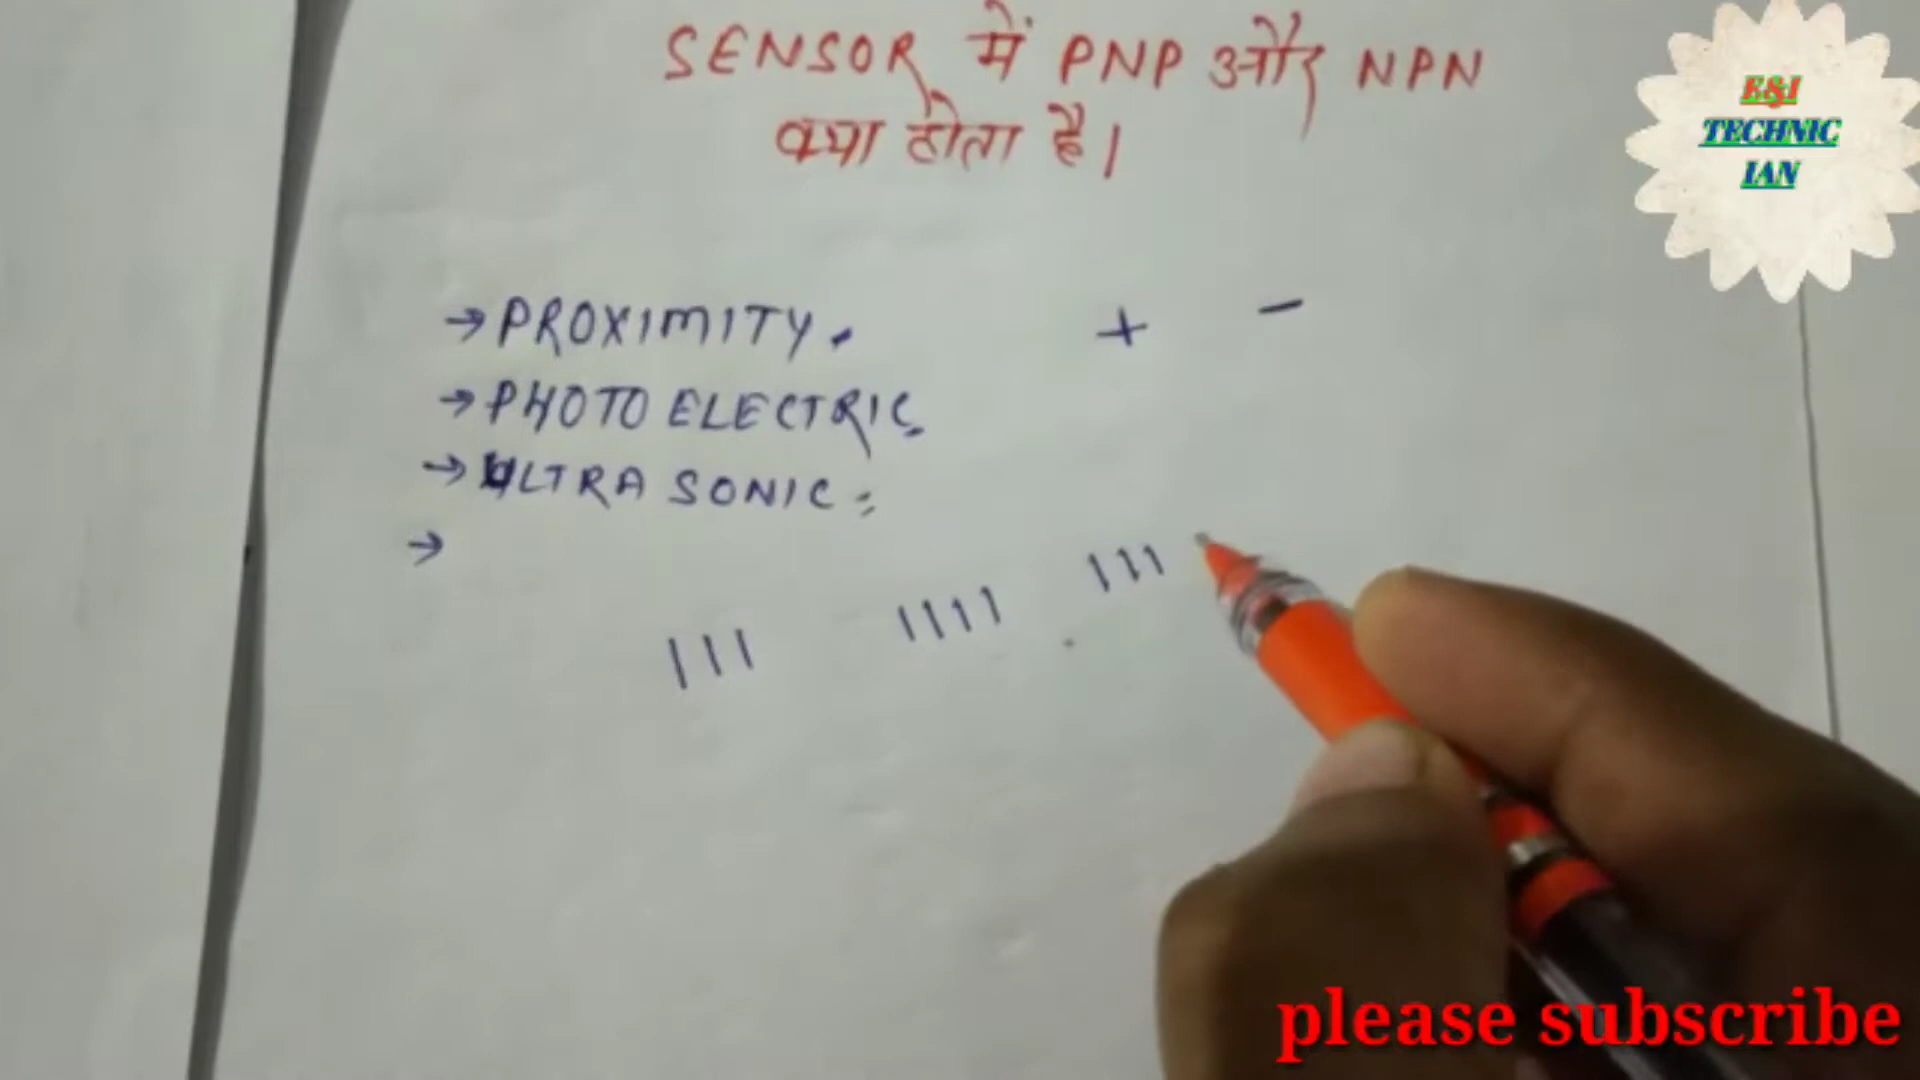 SENSOR में PNP और NPN
क्या होता है।
E&I
TECHNIC
IAN
→ PROXIMITY. + -
→ PHOTO ELECTRIC
→ ULTRA SONIC :
→
please subscribe